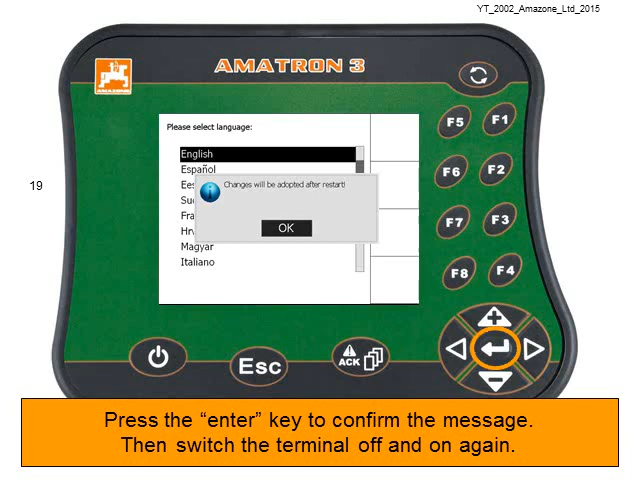 YT_2002_Amazone_Ltd_2015
AMAZONE
AMATRON 3
Please select language:
English
Español
Ees
Suo
Fra
Hrv
Magyar
Italiano
Changes will be adopted after restart!
OK
F5 F1
F6 F2
F7 F3
F8 F4
19
Esc
ACK
Press the “enter” key to confirm the message.
Then switch the terminal off and on again.